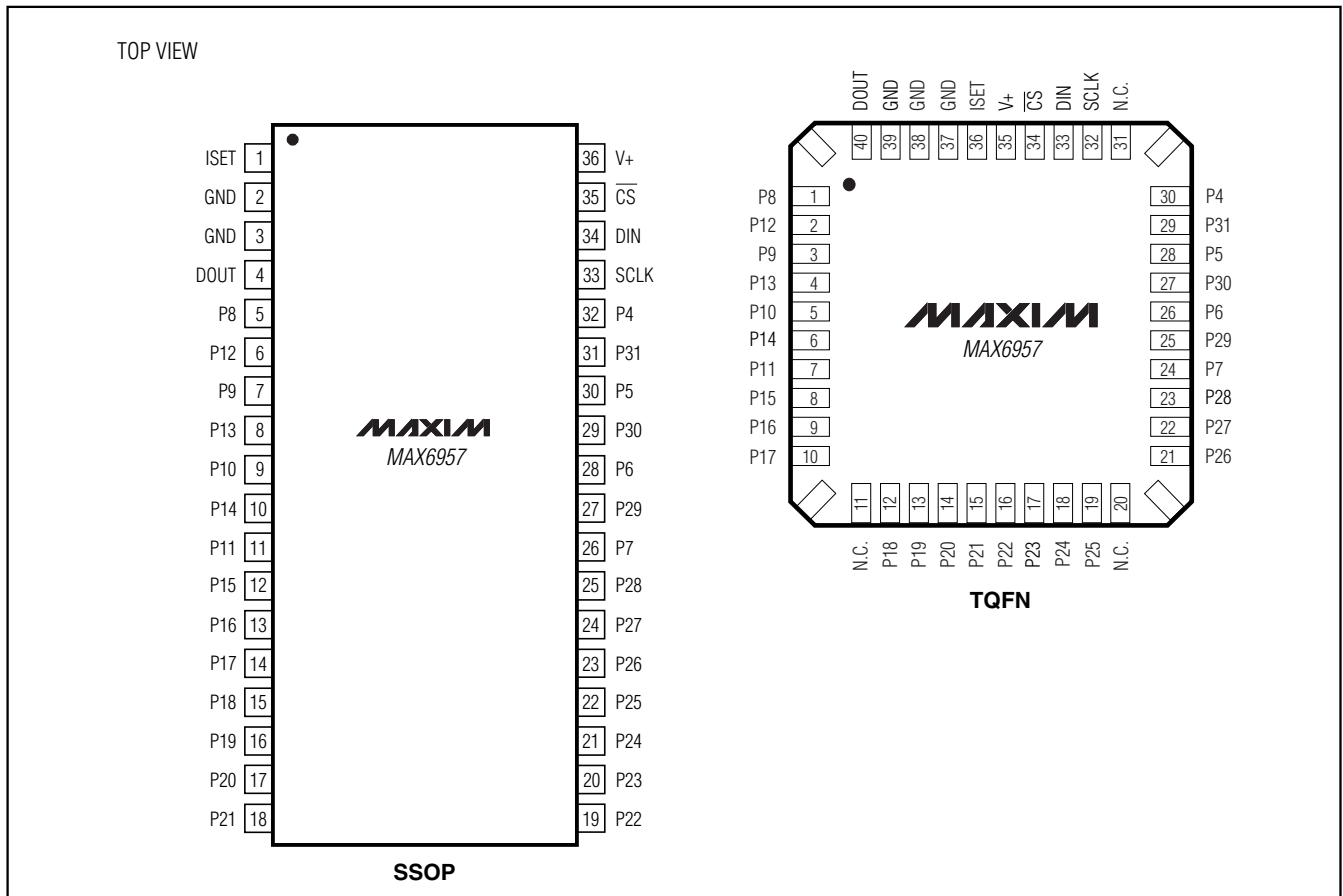 TOP VIEW
ISET 1
GND 2
GND 3
DOUT 4
P8 5
P12 6
P9 7
P13 8
P10 9
P14 10
P11 11
P15 12
P16 13
P17 14
P18 15
P19 16
P20 17
P21 18
36 V+
35 C̅S̅
34 DIN
33 SCLK
32 P4
31 P31
30 P5
29 P30
28 P6
27 P29
26 P7
25 P28
24 P27
23 P26
22 P25
21 P24
20 P23
19 P22
MAXIM
MAX6957
SSOP
DOUT GND GND GND ISET V+ C̅S̅ DIN SCLK N.C.
40 39 38 37 36 35 34 33 32 31
P8 1
P12 2
P9 3
P13 4
P10 5
P14 6
P11 7
P15 8
P16 9
P17 10
30 P4
29 P31
28 P5
27 P30
26 P6
25 P29
24 P7
23 P28
22 P27
21 P26
MAXIM
MAX6957
11 12 13 14 15 16 17 18 19 20
N.C. P18 P19 P20 P21 P22 P23 P24 P25 N.C.
TQFN